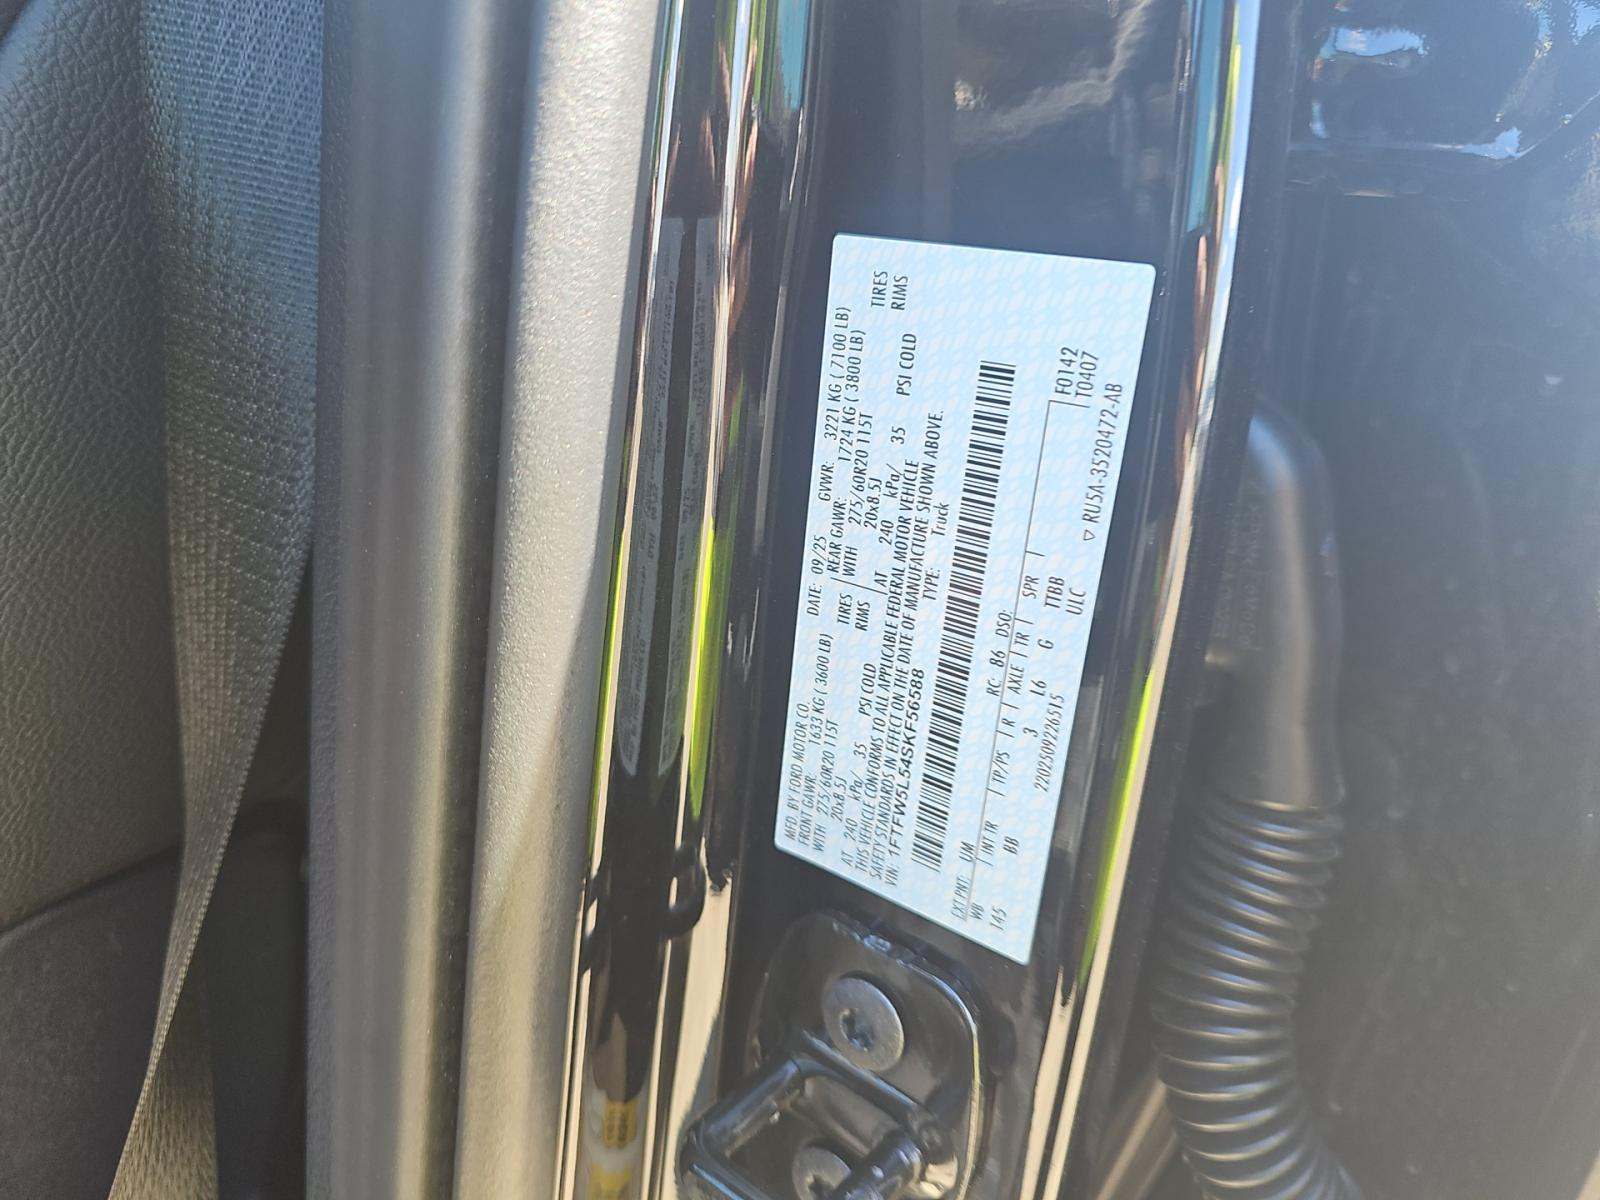 MFD. BY FORD MOTOR CO.
DATE: 09/25 GVWR: 3221 KG ( 7100 LB)
FRONT GAWR: 1633 KG ( 3600 LB) REAR GAWR: 1724 KG ( 3800 LB)
WITH 275/60R20 115T TIRES WITH 275/60R20 115T TIRES
20x8.5J RIMS 20x8.5J RIMS
AT 240 kPa/ 35 PSI COLD AT 240 kPa/ 35 PSI COLD
THIS VEHICLE CONFORMS TO ALL APPLICABLE FEDERAL MOTOR VEHICLE
SAFETY STANDARDS IN EFFECT ON THE DATE OF MANUFACTURE SHOWN ABOVE.
VIN: 1FTFW5L54SKF56588 TYPE: Truck
EXT PNT: UM RC: 86 DSO:
WB INT TR TP/PS R AXLE TR SPR F0142
145 BB 3 L6 G TTBB T0407
2202509226515 ULC
▽ RU5A-3520472-AB